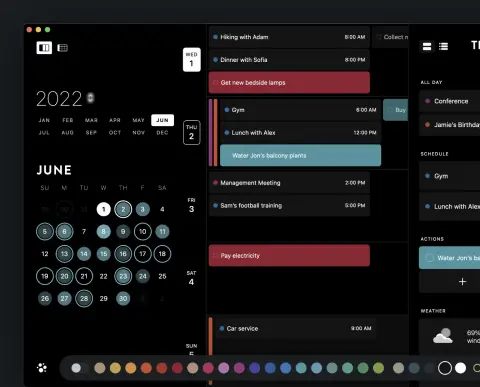 2022
JAN FEB MAR APR MAY JUN
JUL AUG SEP OCT NOV DEC
JUNE
SU M TU W TH F SA
1 2 3 4
5 6 7 8 9 10 11
12 13 14 15 16 17 18
19 20 21 22 23 24 25
26 27 28 29 30 1 2
WED
1
THU
2
FRI
3
SAT
4
SUN
5
Hiking with Adam 8:00 AM
Dinner with Sofia 8:00 PM
Get new bedside lamps
Collect
Gym 6:00 AM
Lunch with Alex 12:00 PM
Water Jon's balcony plants
Buy
Management Meeting 2:00 PM
Sam's football training 5:00 PM
Pay electricity
Car service 9:00 AM
ALL DAY
Conference
Jamie's Birthda
SCHEDULE
Gym
Lunch with Alex
ACTIONS
Water Jon's ba
+
WEATHER
69%
wind